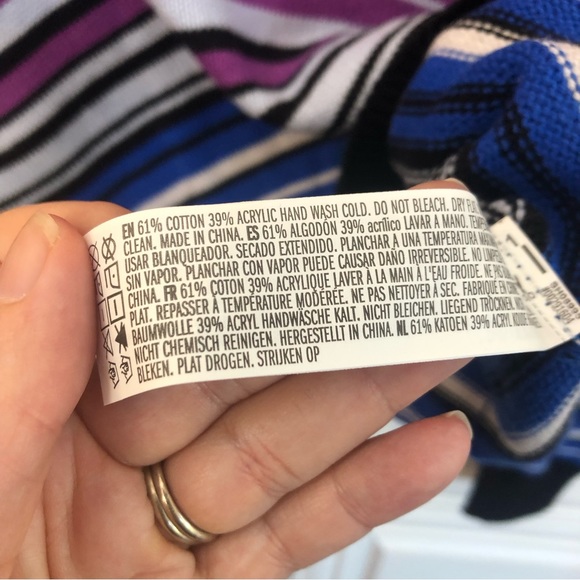 EN 61% COTTON 39% ACRYLIC HAND WASH COLD. DO NOT BLEACH. DRY
CLEAN. MADE IN CHINA. ES 61% ALGODÓN 39% acrílico LAVAR A MANO.
USAR BLANQUEADOR. SECADO EXTENDIDO. PLANCHAR A UNA TEMPERATURA
SIN VAPOR. PLANCHAR CON VAPOR PUEDE CAUSAR DAÑO IRREVERSIBLE. NO LIMPIAR
CHINA. FR 61% COTON 39% ACRYLIQUE LAVER À LA MAIN À L'EAU FROIDE. NE
PLAT. REPASSER À TEMPÉRATURE MODÉRÉE. NE PAS NETTOYER À SEC. FABRIQUÉ EN
BAUMWOLLE 39% ACRYL HANDWÄSCHE KALT. NICHT BLEICHEN. LIEGEND TROCKNEN.
NICHT CHEMISCH REINIGEN. HERGESTELLT IN CHINA. NL 61% KATOEN 39% ACRYL
BLEKEN. PLAT DROGEN. STRIJKEN OP